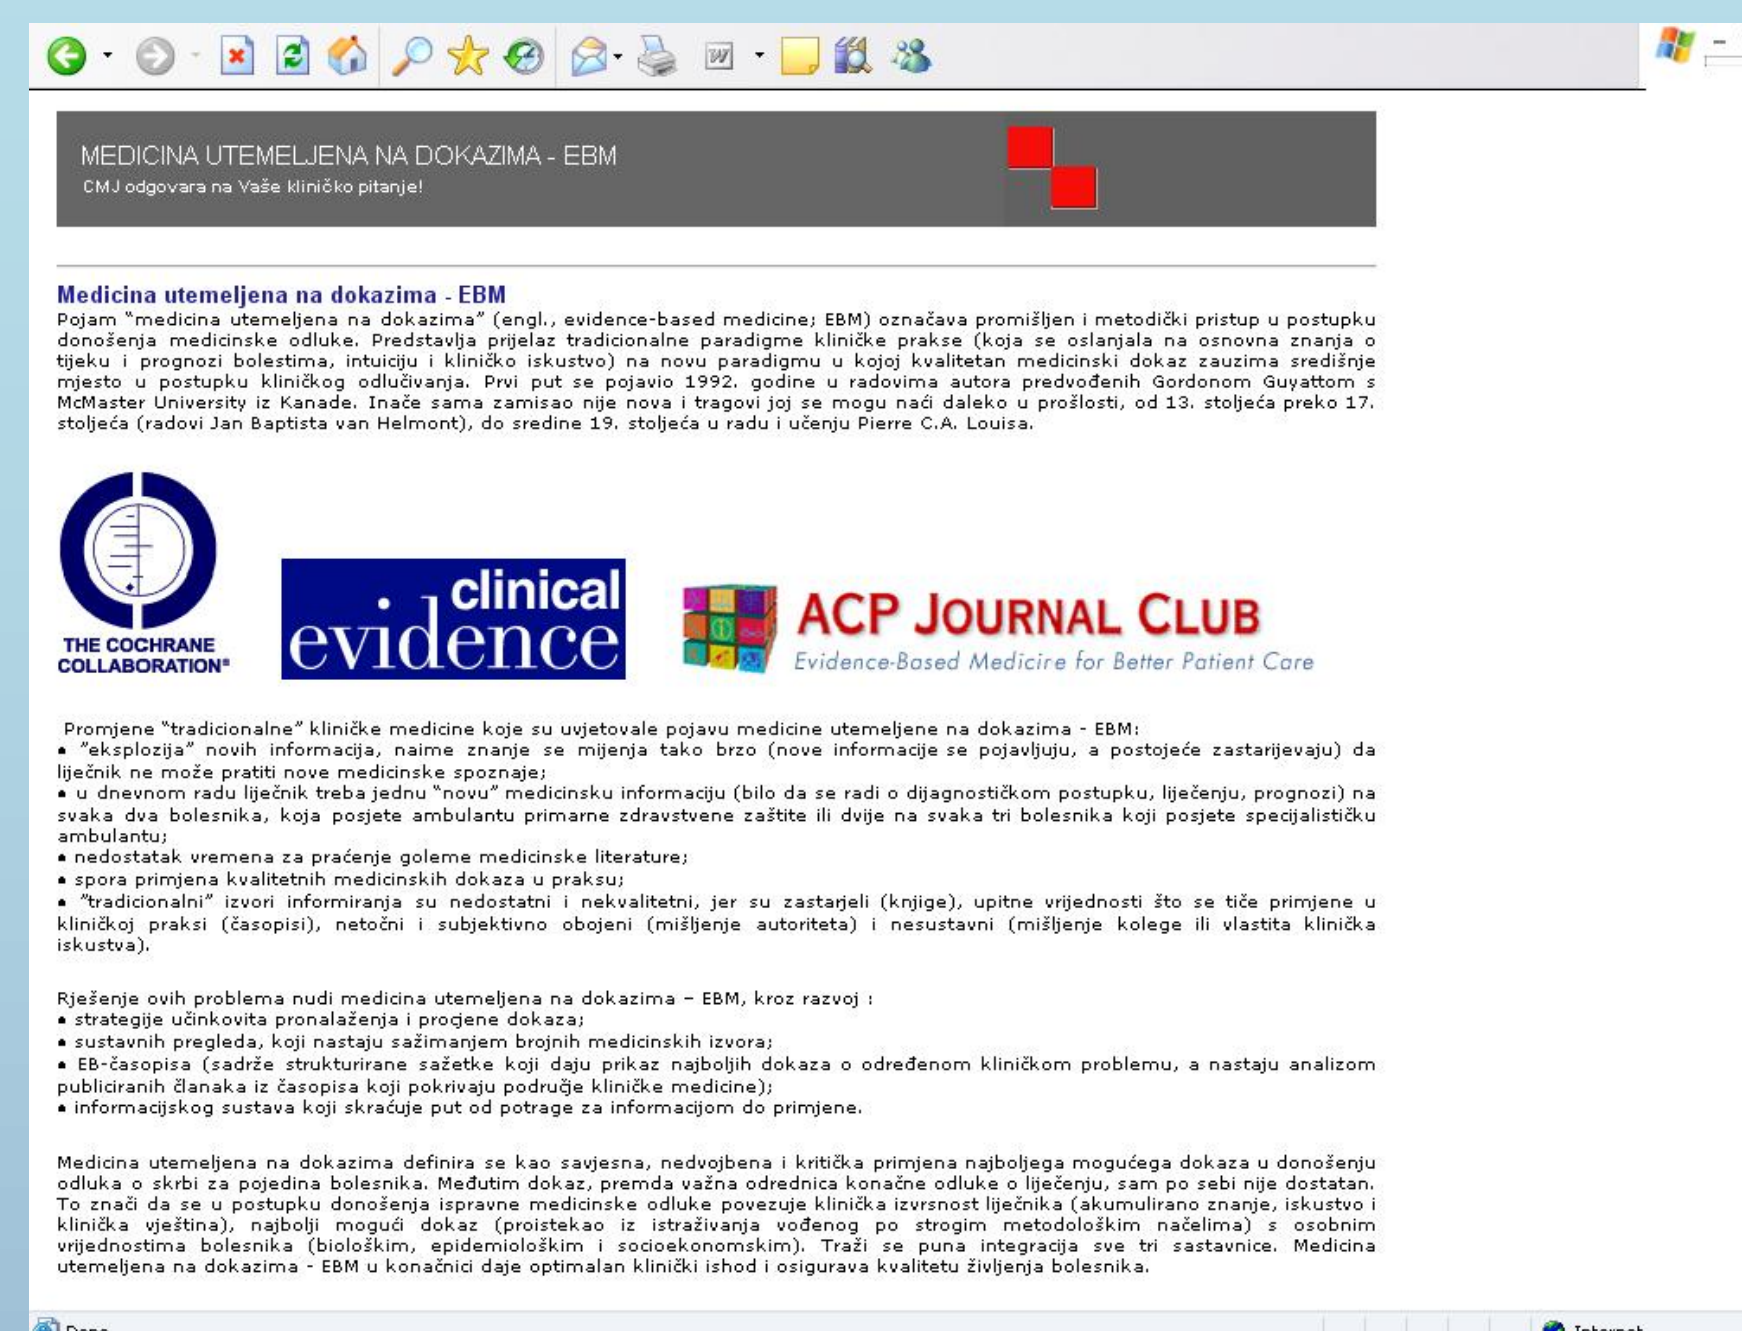 MEDICINA UTEMELJENA NA DOKAZIMA - EBM
CMJ odgovara na Vaše kliničko pitanje!
Medicina utemeljena na dokazima - EBM
Pojam “medicina utemeljena na dokazima” (engl., evidence-based medicine; EBM) označava promišljen i metodički pristup u postupku
donošenja medicinske odluke. Predstavlja prijelaz tradicionalne paradigme kliničke prakse (koja se oslanjala na osnovna znanja o
tijeku i prognozi bolestima, intuiciju i kliničko iskustvo) na novu paradigmu u kojoj kvalitetan medicinski dokaz zauzima središnje
mjesto u postupku kliničkog odlučivanja. Prvi put se pojavio 1992. godine u radovima autora predvođenih Gordonom Guyattom s
McMaster University iz Kanade. Inače sama zamisao nije nova i tragovi joj se mogu naći daleko u prošlosti, od 13. stoljeća preko 17.
stoljeća (radovi Jan Baptista van Helmont), do sredine 19. stoljeća u radu i učenju Pierre C.A. Louisa.
THE COCHRANE
COLLABORATION®
clinical
evidence
ACP JOURNAL CLUB
Evidence-Based Medicire for Better Patient Care
Promjene “tradicionalne” kliničke medicine koje su uvjetovale pojavu medicine utemeljene na dokazima - EBM:
• ”eksplozija” novih informacija, naime znanje se mijenja tako brzo (nove informacije se pojavljuju, a postojeće zastarijevaju) da
liječnik ne može pratiti nove medicinske spoznaje;
• u dnevnom radu liječnik treba jednu “novu” medicinsku informaciju (bilo da se radi o dijagnostičkom postupku, liječenju, prognozi) na
svaka dva bolesnika, koja posjete ambulantu primarne zdravstvene zaštite ili dvije na svaka tri bolesnika koji posjete specijalističku
ambulantu;
• nedostatak vremena za praćenje goleme medicinske literature;
• spora primjena kvalitetnih medicinskih dokaza u praksu;
• ”tradicionalni” izvori informiranja su nedostatni i nekvalitetni, jer su zastarjeli (knjige), upitne vrijednosti što se tiče primjene u
kliničkoj praksi (časopisi), netočni i subjektivno obojeni (mišljenje autoriteta) i nesustavni (mišljenje kolege ili vlastita klinička
iskustva).
Rješenje ovih problema nudi medicina utemeljena na dokazima – EBM, kroz razvoj :
• strategije učinkovita pronalaženja i procjene dokaza;
• sustavnih pregleda, koji nastaju sažimanjem brojnih medicinskih izvora;
• EB-časopisa (sadrže strukturirane sažetke koji daju prikaz najboljih dokaza o određenom kliničkom problemu, a nastaju analizom
publiciranih članaka iz časopisa koji pokrivaju područje kliničke medicine);
• informacijskog sustava koji skraćuje put od potrage za informacijom do primjene.
Medicina utemeljena na dokazima definira se kao savjesna, nedvojbena i kritička primjena najboljega mogućega dokaza u donošenju
odluka o skrbi za pojedina bolesnika. Međutim dokaz, premda važna odrednica konačne odluke o liječenju, sam po sebi nije dostatan.
To znači da se u postupku donošenja ispravne medicinske odluke povezuje klinička izvrsnost liječnika (akumulirano znanje, iskustvo i
klinička vještina), najbolji mogući dokaz (proistekao iz istraživanja vođenog po strogim metodološkim načelima) s osobnim
vrijednostima bolesnika (biološkim, epidemiološkim i socioekonomskim). Traži se puna integracija sve tri sastavnice. Medicina
utemeljena na dokazima - EBM u konačnici daje optimalan klinički ishod i osigurava kvalitetu življenja bolesnika.